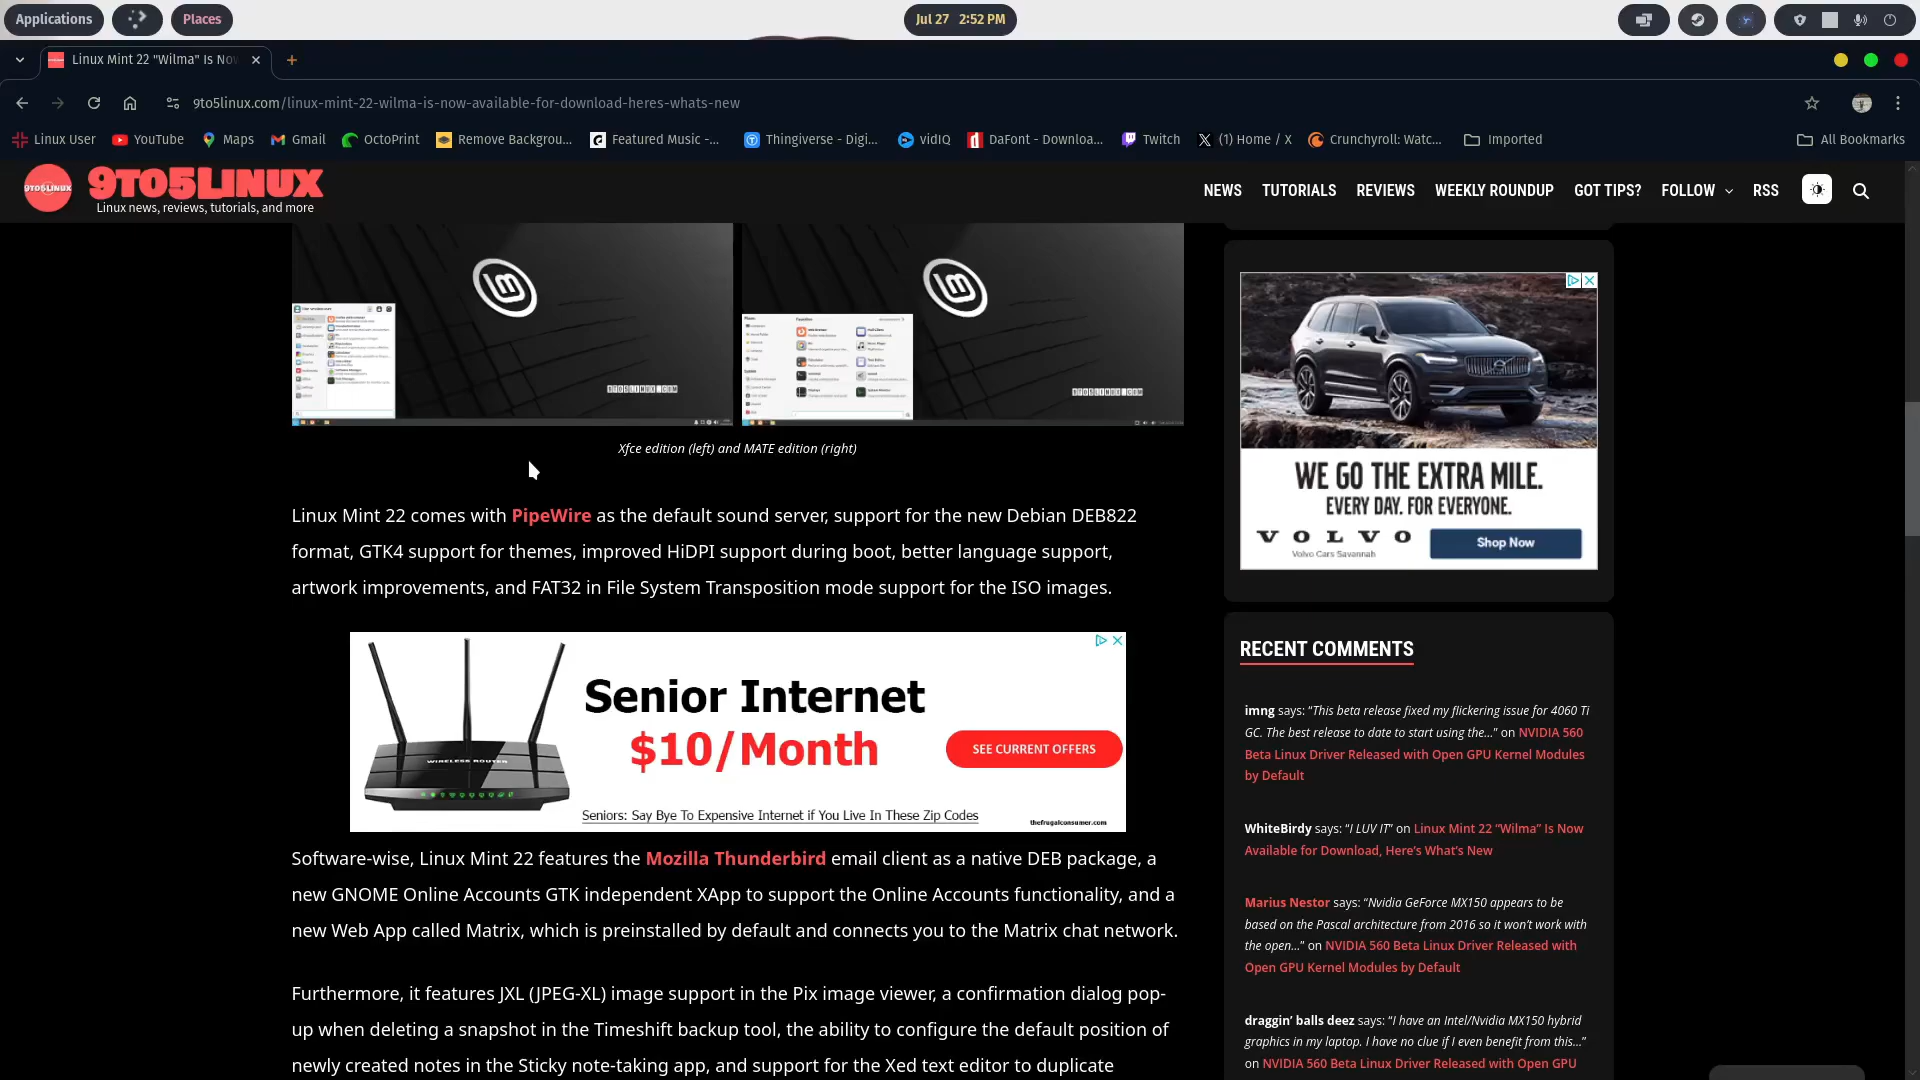 Applications
Places
Jul 27 2:52 PM
Linux Mint 22 "Wilma" Is Now
9to5linux.com/linux-mint-22-wilma-is-now-available-for-download-heres-whats-new
Linux User
YouTube
Maps
Gmail
OctoPrint
Remove Backgrou...
Featured Music -...
Thingiverse - Digi...
vidIQ
DaFont - Downloa...
Twitch
(1) Home / X
Crunchyroll: Watc...
Imported
All Bookmarks
9TO5LINUX
9TO5LINUX
Linux news, reviews, tutorials, and more
NEWS
TUTORIALS
REVIEWS
WEEKLY ROUNDUP
GOT TIPS?
FOLLOW
RSS
9TO5LINUX.COM
9TO5LINUX.COM
Xfce edition (left) and MATE edition (right)
Linux Mint 22 comes with PipeWire as the default sound server, support for the new Debian DEB822
format, GTK4 support for themes, improved HiDPI support during boot, better language support,
artwork improvements, and FAT32 in File System Transposition mode support for the ISO images.
WIRELESS ROUTER
Senior Internet
$10/Month
SEE CURRENT OFFERS
Seniors: Say Bye To Expensive Internet if You Live In These Zip Codes
thefrugalconsumer.com
Software-wise, Linux Mint 22 features the Mozilla Thunderbird email client as a native DEB package, a
new GNOME Online Accounts GTK independent XApp to support the Online Accounts functionality, and a
new Web App called Matrix, which is preinstalled by default and connects you to the Matrix chat network.
Furthermore, it features JXL (JPEG-XL) image support in the Pix image viewer, a confirmation dialog pop-
up when deleting a snapshot in the Timeshift backup tool, the ability to configure the default position of
newly created notes in the Sticky note-taking app, and support for the Xed text editor to duplicate
WE GO THE EXTRA MILE.
EVERY DAY. FOR EVERYONE.
VOLVO
Volvo Cars Savannah
Shop Now
RECENT COMMENTS
imng says: “This beta release fixed my flickering issue for 4060 Ti
GC. The best release to date to start using the...” on NVIDIA 560
Beta Linux Driver Released with Open GPU Kernel Modules
by Default
WhiteBirdy says: “I LUV IT” on Linux Mint 22 “Wilma” Is Now
Available for Download, Here’s What’s New
Marius Nestor says: “Nvidia GeForce MX150 appears to be
based on the Pascal architecture from 2016 so it won’t work with
the open...” on NVIDIA 560 Beta Linux Driver Released with
Open GPU Kernel Modules by Default
draggin’ balls deez says: “I have an Intel/Nvidia MX150 hybrid
graphics in my laptop. I have no clue if I even benefit from this...”
on NVIDIA 560 Beta Linux Driver Released with Open GPU